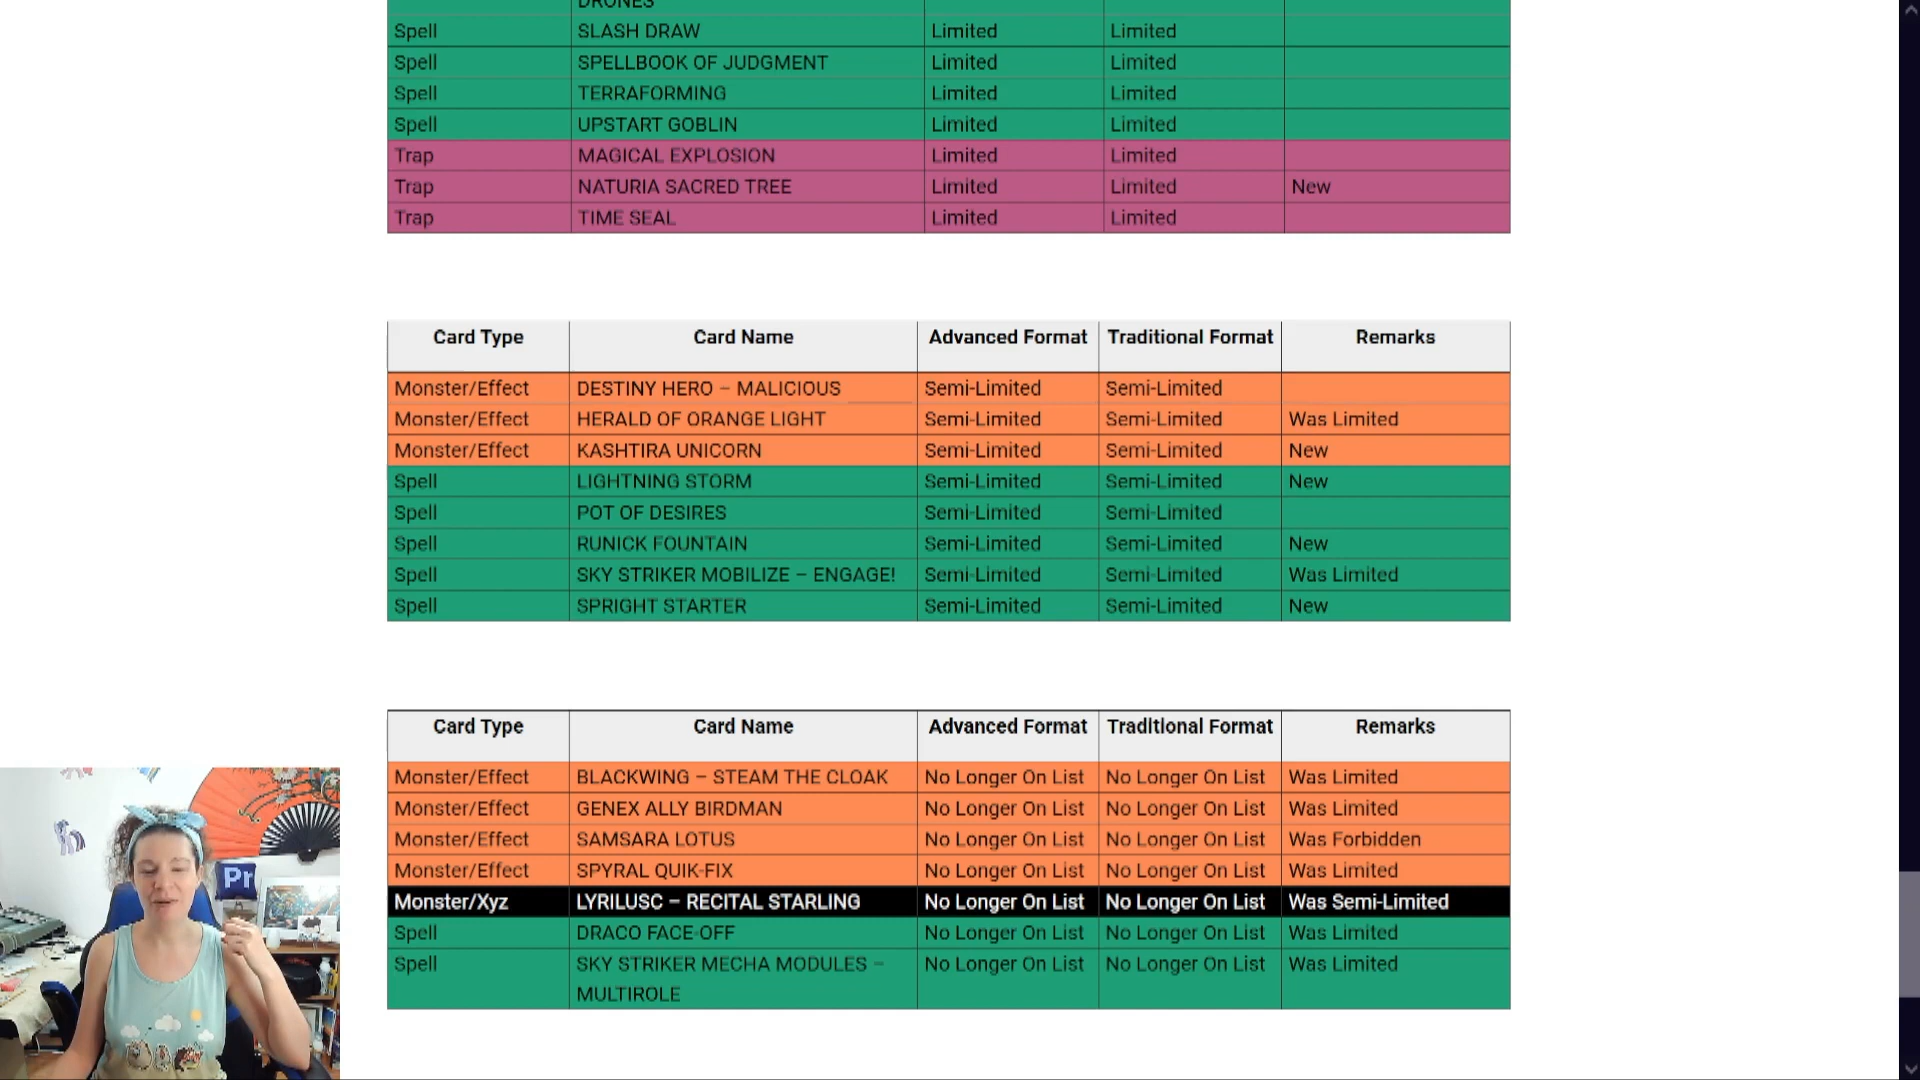 DRONES
Spell SLASH DRAW Limited Limited
Spell SPELLBOOK OF JUDGMENT Limited Limited
Spell TERRAFORMING Limited Limited
Spell UPSTART GOBLIN Limited Limited
Trap MAGICAL EXPLOSION Limited Limited
Trap NATURIA SACRED TREE Limited Limited New
Trap TIME SEAL Limited Limited
Card Type Card Name Advanced Format Traditional Format Remarks
Monster/Effect DESTINY HERO – MALICIOUS Semi-Limited Semi-Limited
Monster/Effect HERALD OF ORANGE LIGHT Semi-Limited Semi-Limited Was Limited
Monster/Effect KASHTIRA UNICORN Semi-Limited Semi-Limited New
Spell LIGHTNING STORM Semi-Limited Semi-Limited New
Spell POT OF DESIRES Semi-Limited Semi-Limited
Spell RUNICK FOUNTAIN Semi-Limited Semi-Limited New
Spell SKY STRIKER MOBILIZE – ENGAGE! Semi-Limited Semi-Limited Was Limited
Spell SPRIGHT STARTER Semi-Limited Semi-Limited New
Card Type Card Name Advanced Format Traditional Format Remarks
Monster/Effect BLACKWING – STEAM THE CLOAK No Longer On List No Longer On List Was Limited
Monster/Effect GENEX ALLY BIRDMAN No Longer On List No Longer On List Was Limited
Monster/Effect SAMSARA LOTUS No Longer On List No Longer On List Was Forbidden
Monster/Effect SPYRAL QUIK-FIX No Longer On List No Longer On List Was Limited
Monster/Xyz LYRILUSC – RECITAL STARLING No Longer On List No Longer On List Was Semi-Limited
Spell DRACO FACE-OFF No Longer On List No Longer On List Was Limited
Spell SKY STRIKER MECHA MODULES – No Longer On List No Longer On List Was Limited
MULTIROLE
Pr